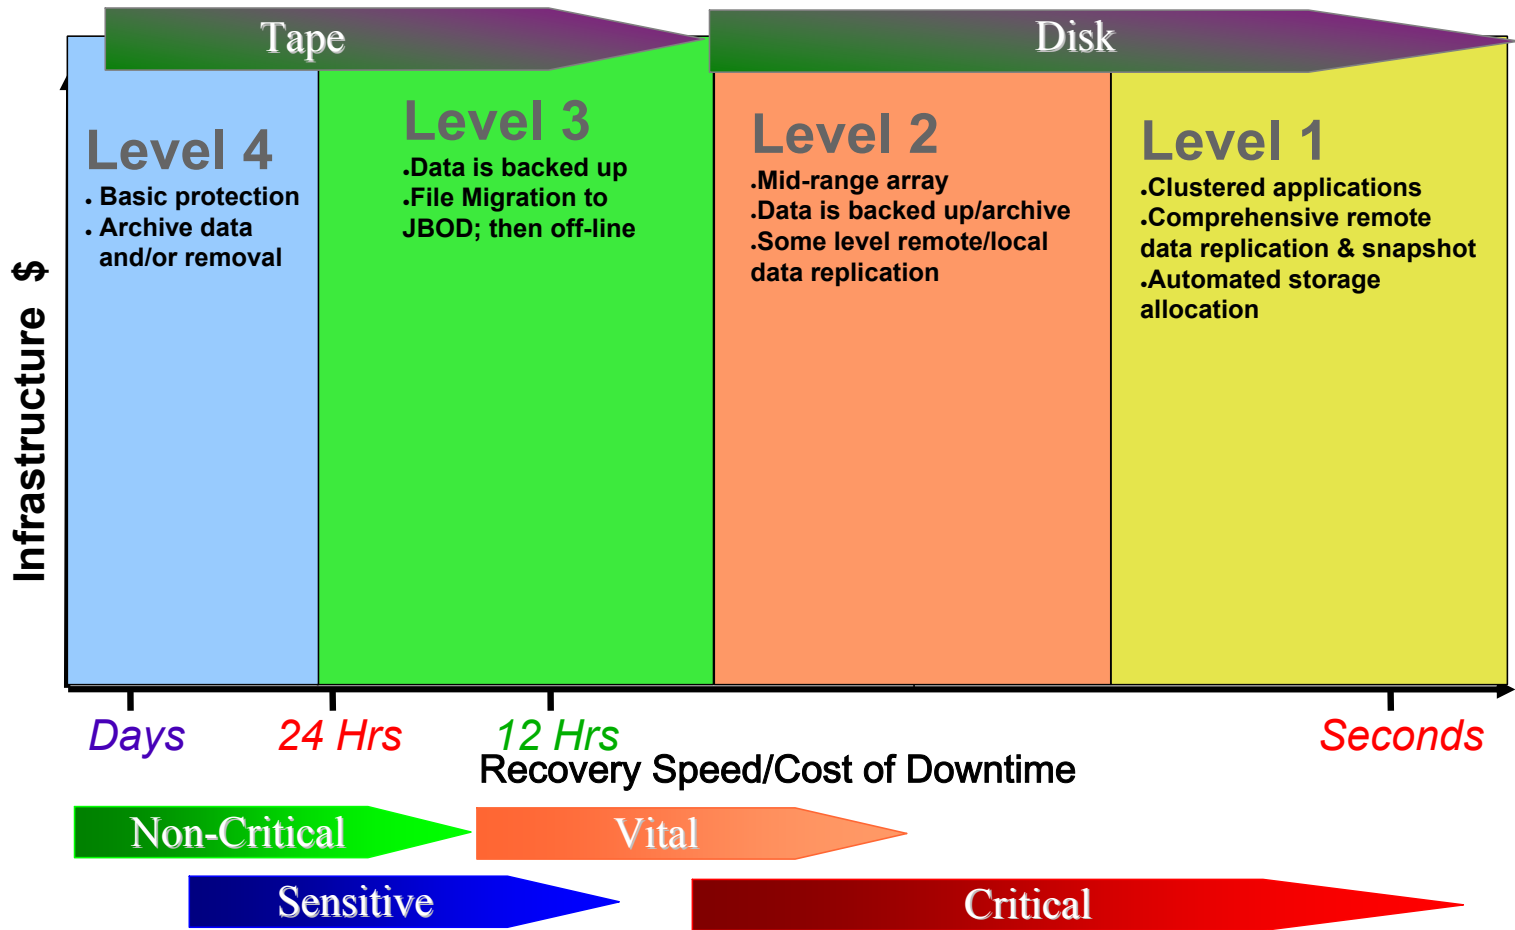 Tape
Disk
Level 4
. Basic protection
. Archive data
and/or removal
Level 3
.Data is backed up
.File Migration to
JBOD; then off-line
Level 2
.Mid-range array
.Data is backed up/archive
.Some level remote/local
data replication
Level 1
.Clustered applications
.Comprehensive remote
data replication & snapshot
.Automated storage
allocation
Infrastructure $
Days
24 Hrs
12 Hrs
Seconds
Recovery Speed/Cost of Downtime
Non-Critical
Vital
Sensitive
Critical